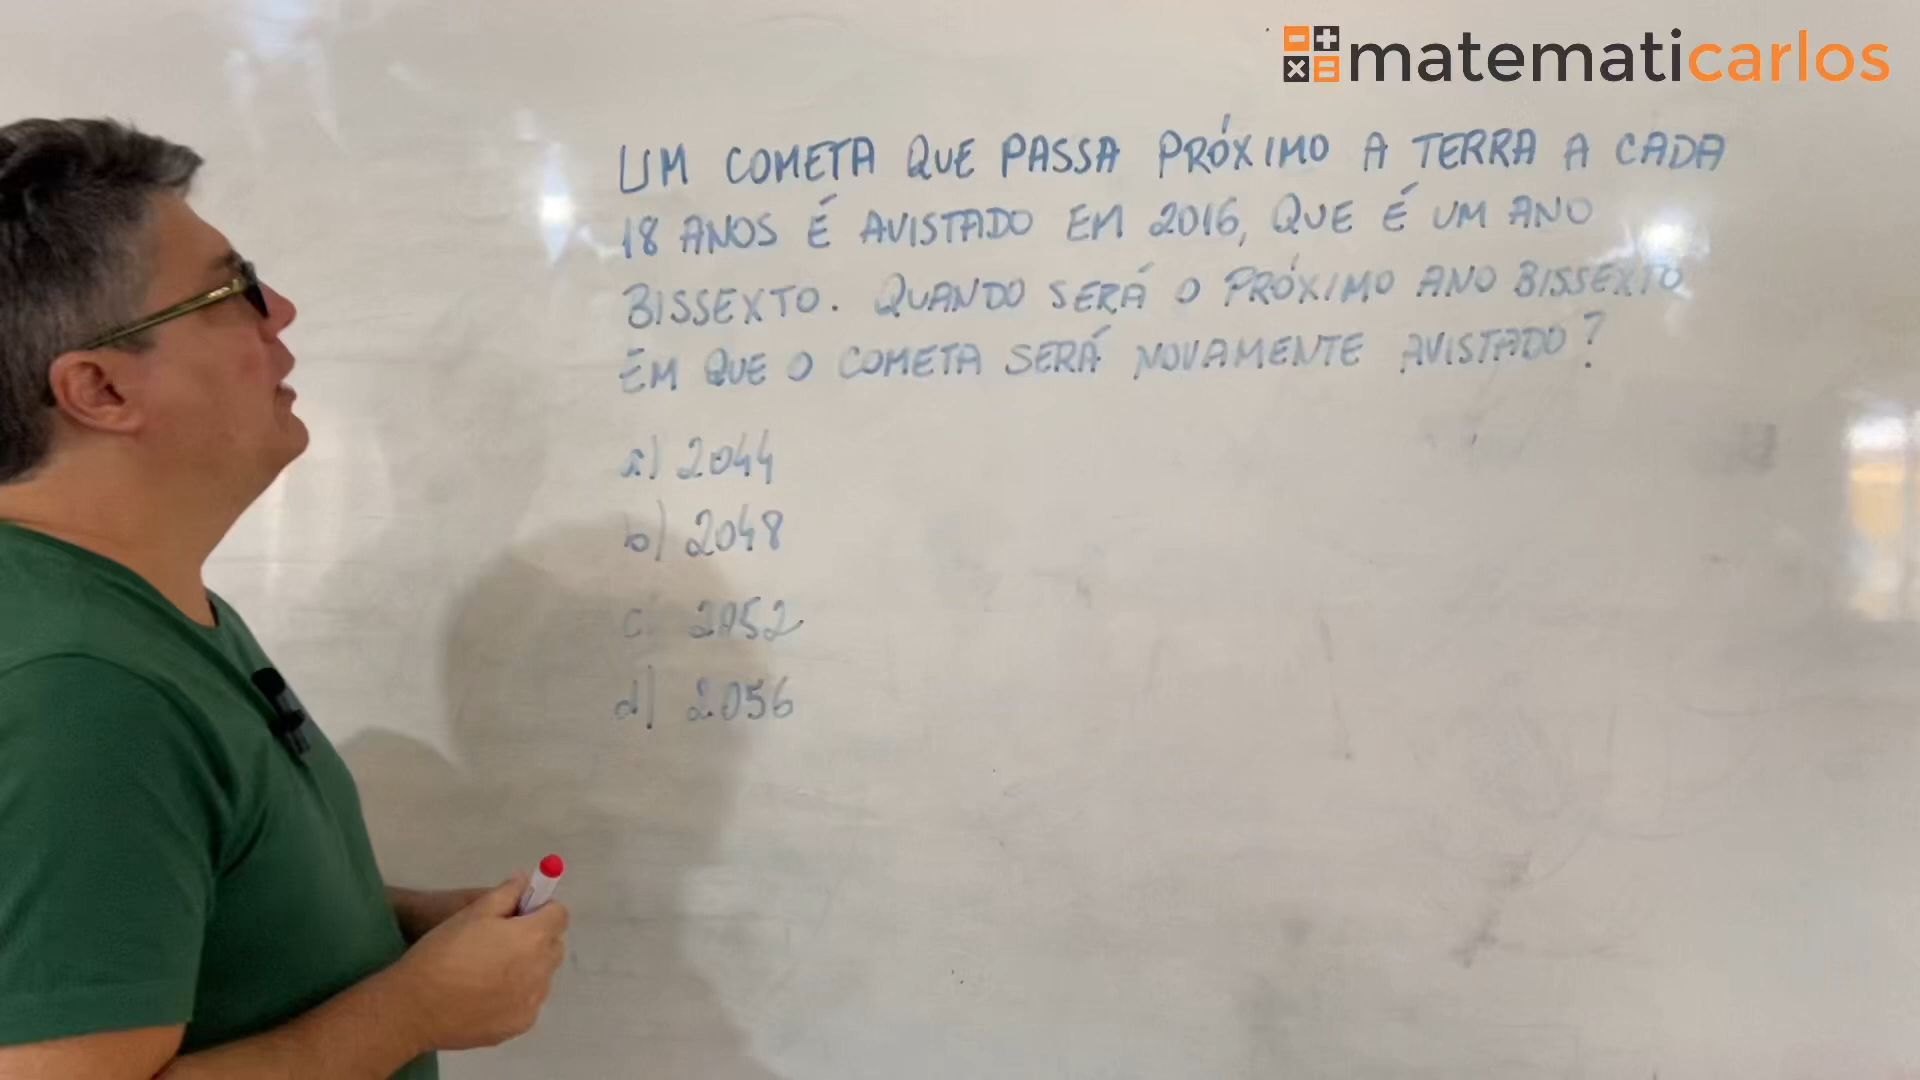 matematicarlos
UM COMETA QUE PASSA PRÓXIMO A TERRA A CADA
18 ANOS É AVISTADO EM 2016, QUE É UM ANO
BISSEXTO. QUANDO SERÁ O PRÓXIMO ANO BISSEXTO
EM QUE O COMETA SERÁ NOVAMENTE AVISTADO?
a) 2044
b) 2048
c) 2052
d) 2056